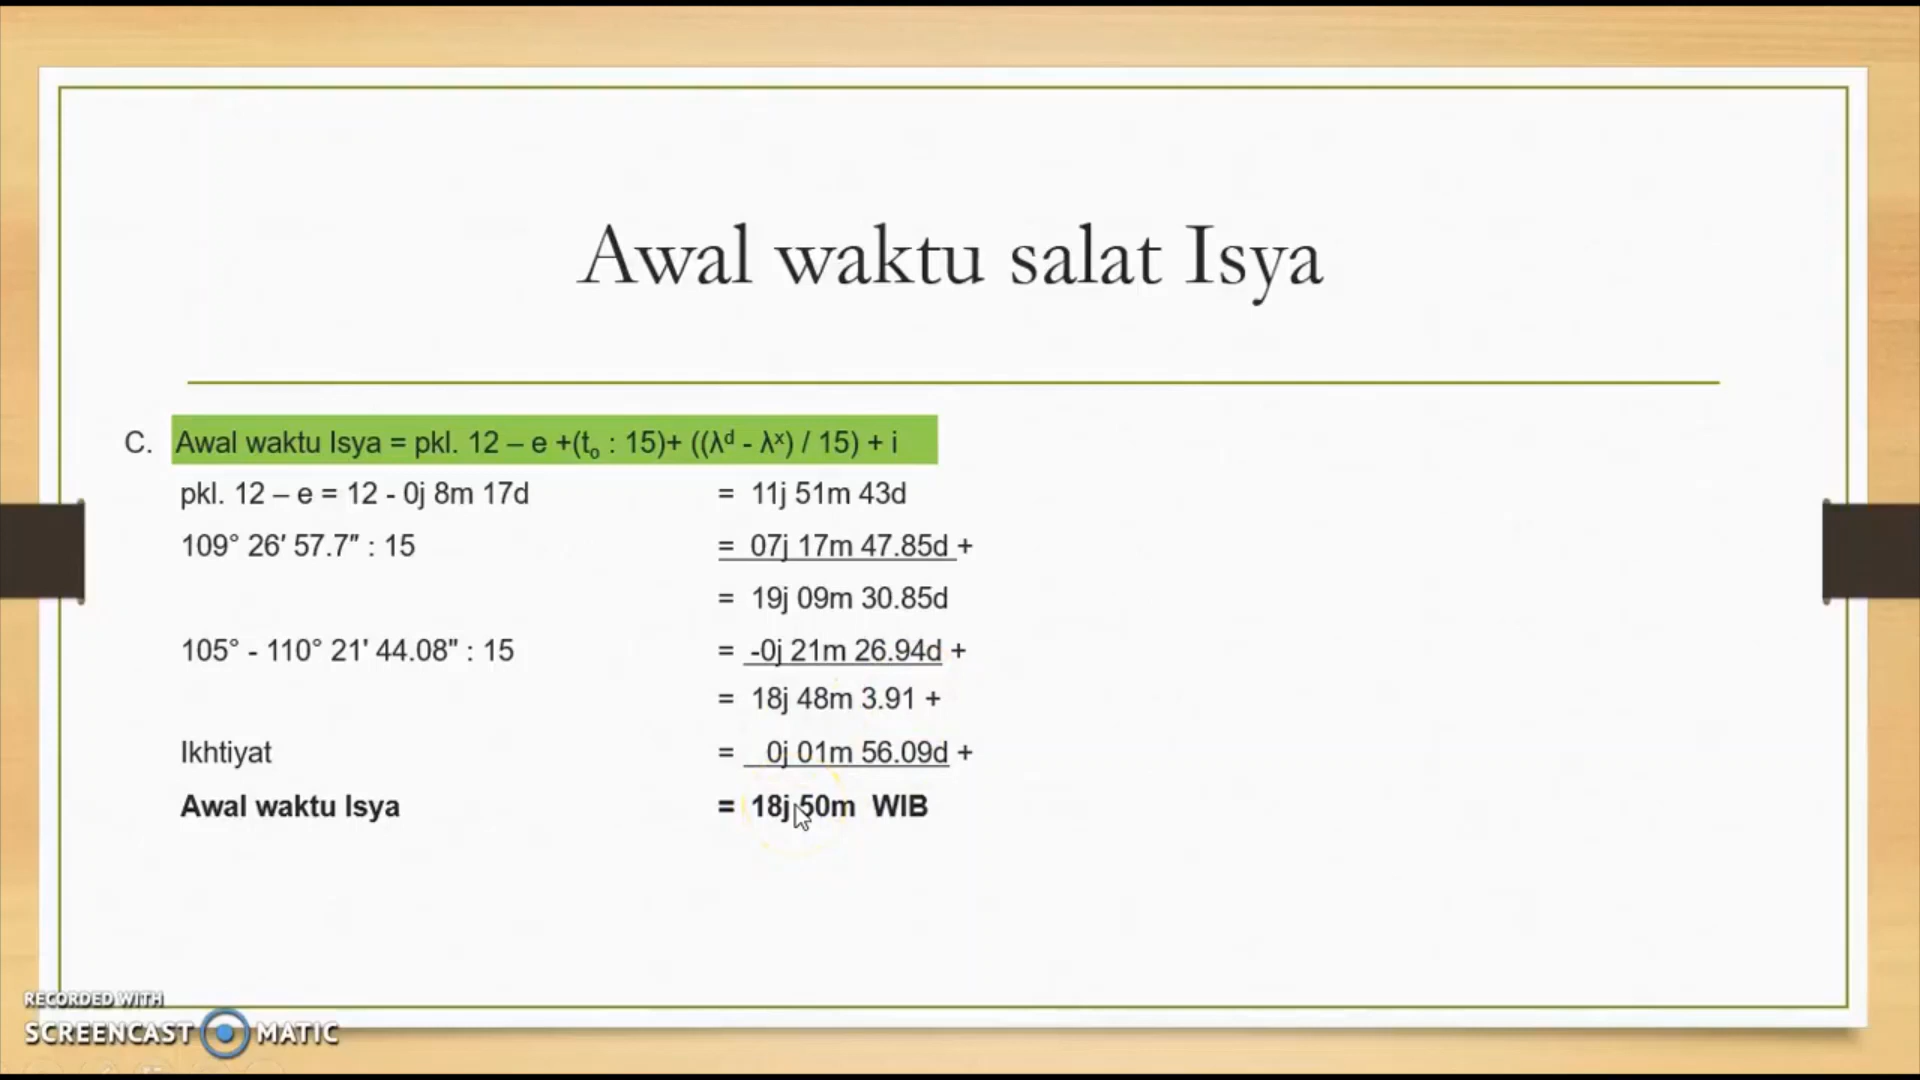 Awal waktu salat Isya
C. Awal waktu Isya = pkl. 12 – e +(tₒ : 15)+ ((λᵈ - λˣ) / 15) + i
pkl. 12 – e = 12 - 0j 8m 17d = 11j 51m 43d
109° 26′ 57.7″ : 15 = 07j 17m 47.85d +
= 19j 09m 30.85d
105° - 110° 21' 44.08" : 15 = -0j 21m 26.94d +
= 18j 48m 3.91 +
Ikhtiyat = 0j 01m 56.09d +
Awal waktu Isya = 18j 50m WIB
RECORDED WITH
SCREENCAST MATIC